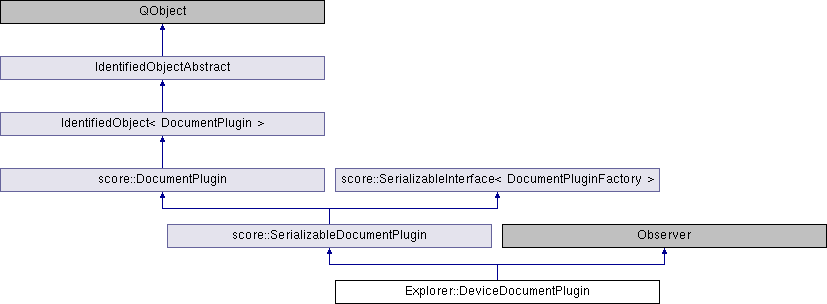 QObject
IdentifiedObjectAbstract
IdentifiedObject< DocumentPlugin >
score::DocumentPlugin
score::SerializableInterface< DocumentPluginFactory >
score::SerializableDocumentPlugin
Observer
Explorer::DeviceDocumentPlugin